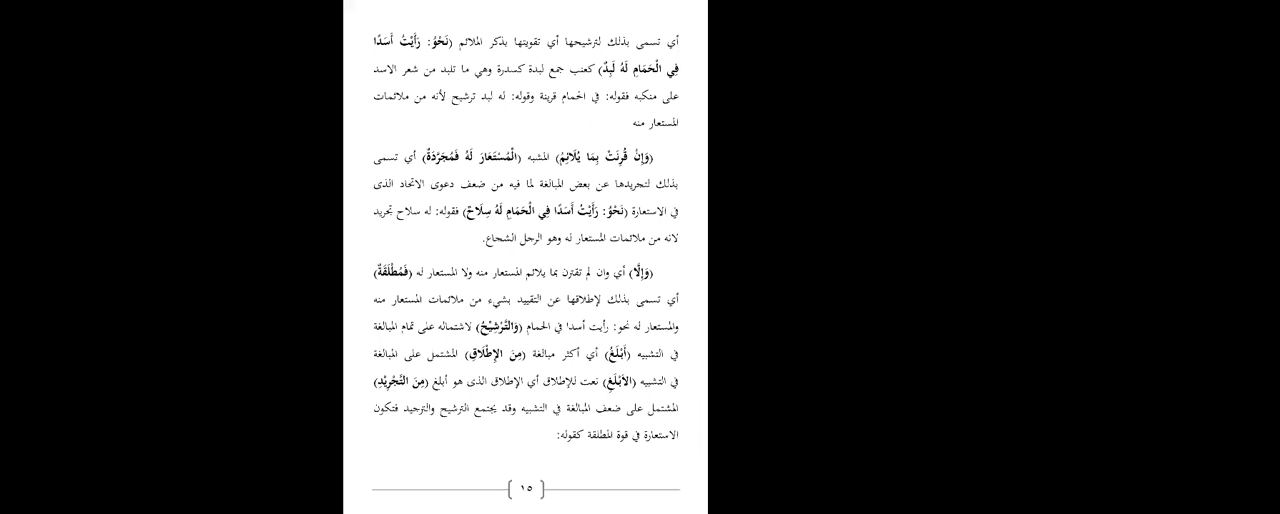 أي تسمى بذلك لترشيحها أي تقويتها بذكر الملائم (نَحْوُ: رَأَيْتُ أَسَدًا
فِي الْحَمَامِ لَهُ لَبِدٌ) كعنب جمع لبدة كسدرة وهي ما تلبد من شعر الاسد
على منكبه فقوله: في الحمام قرينة وقوله: له لبد ترشيح لأنه من ملائمات
المستعار منه
(وَإِنْ قُرِنَتْ بِمَا يُلَائِمُ) المشبه (الْمُسْتَعَارَ لَهُ فَمُجَرَّدَةٌ) أي تسمى
بذلك لتجريدها عن بعض المبالغة لما فيه من ضعف دعوى الاتحاد الذى
في الاستعارة (نَحْوُ: رَأَيْتُ أَسَدًا فِي الْحَمَامِ لَهُ سِلَاحٌ) فقوله: له سلاح تجريد
لانه من ملائمات المستعار له وهو الرجل الشجاع.
(وَإِلَّا) أي وان لم تقترن بما يلائم المستعار منه ولا المستعار له (فَمُطْلَقَةٌ)
أي تسمى بذلك لإطلاقها عن التقييد بشيء من ملائمات المستعار منه
والمستعار له نحو: رأيت أسدا في الحمام (وَالتَّرْشِيْحُ) لاشتماله على تمام المبالغة
في التشبيه (أَبْلَغُ) أي أكثر مبالغة (مِنَ الإِطْلَاقِ) المشتمل على المبالغة
في التشبيه (الأَبْلَغِ) نعت للإطلاق أي الإطلاق الذى هو أبلغ (مِنَ التَّجْرِيْدِ)
المشتمل على ضعف المبالغة في التشبيه وقد يجتمع الترشيح والترجيد فتكون
الاستعارة في قوة المطلقة كقوله:
١٥